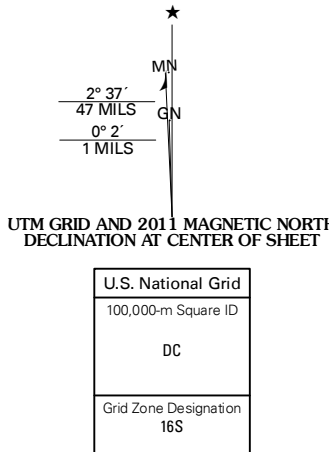 ★
MN
2° 37´
47 MILS
GN
0° 2´
1 MILS
UTM GRID AND 2011 MAGNETIC NORTH
DECLINATION AT CENTER OF SHEET
U.S. National Grid
100,000-m Square ID
DC
Grid Zone Designation
16S